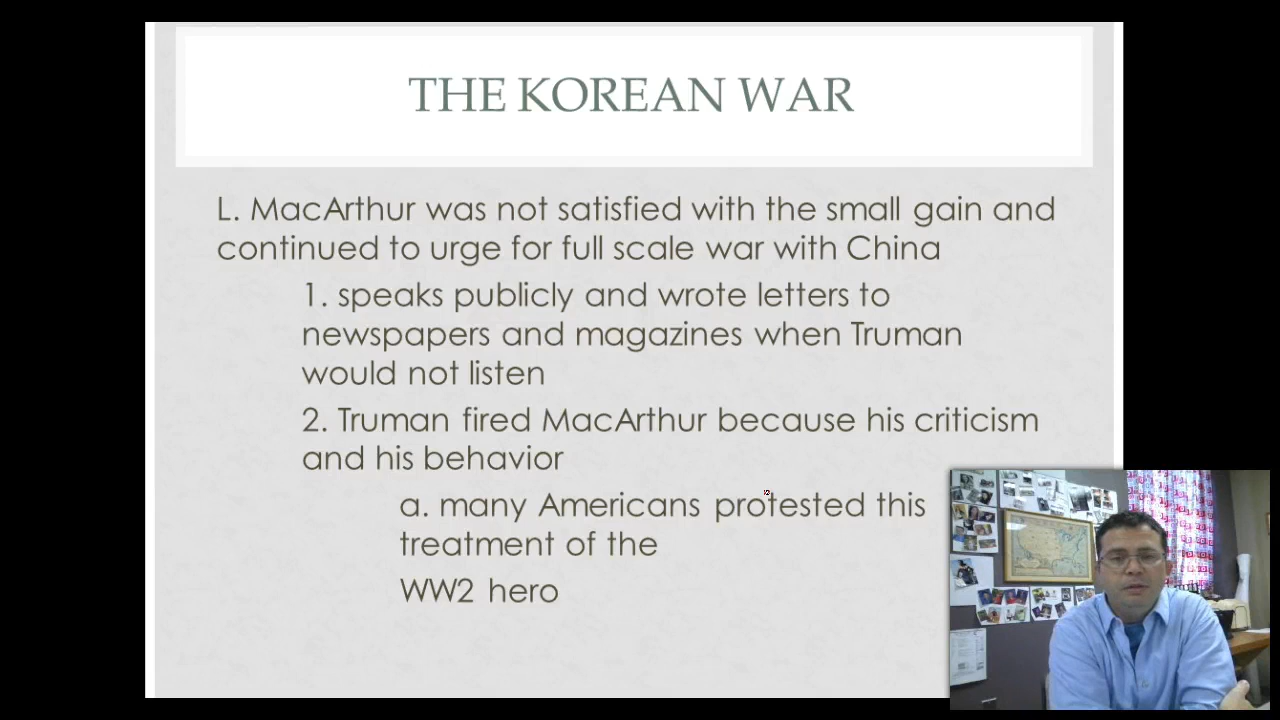 THE KOREAN WAR
L. MacArthur was not satisfied with the small gain and
continued to urge for full scale war with China
1. speaks publicly and wrote letters to
newspapers and magazines when Truman
would not listen
2. Truman fired MacArthur because his criticism
and his behavior
a. many Americans protested this
treatment of the
WW2 hero